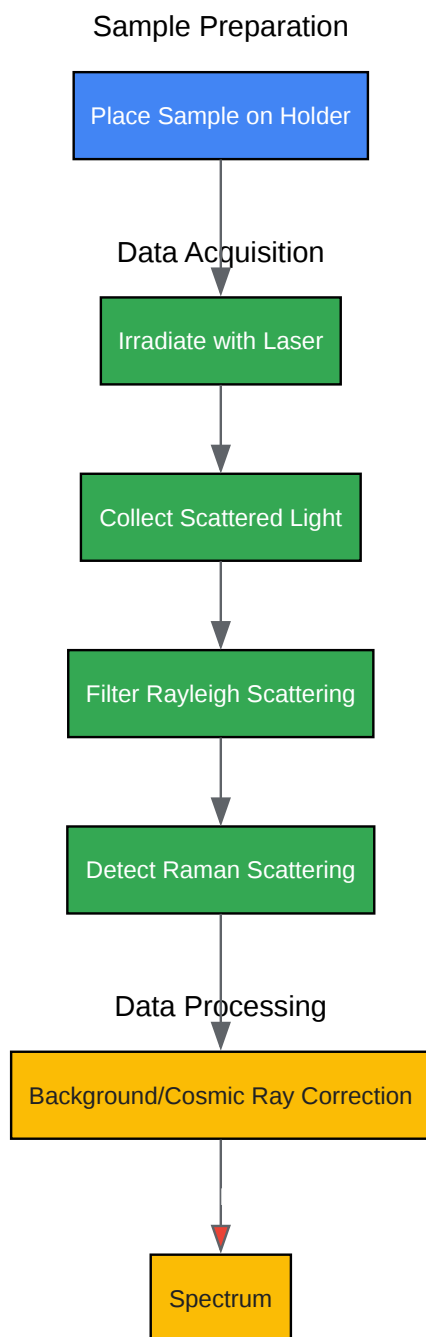 Sample Preparation
Place Sample on Holder
Data Acquisition
Irradiate with Laser
Collect Scattered Light
Filter Rayleigh Scattering
Detect Raman Scattering
Data Processing
Background/Cosmic Ray Correction
Spectrum